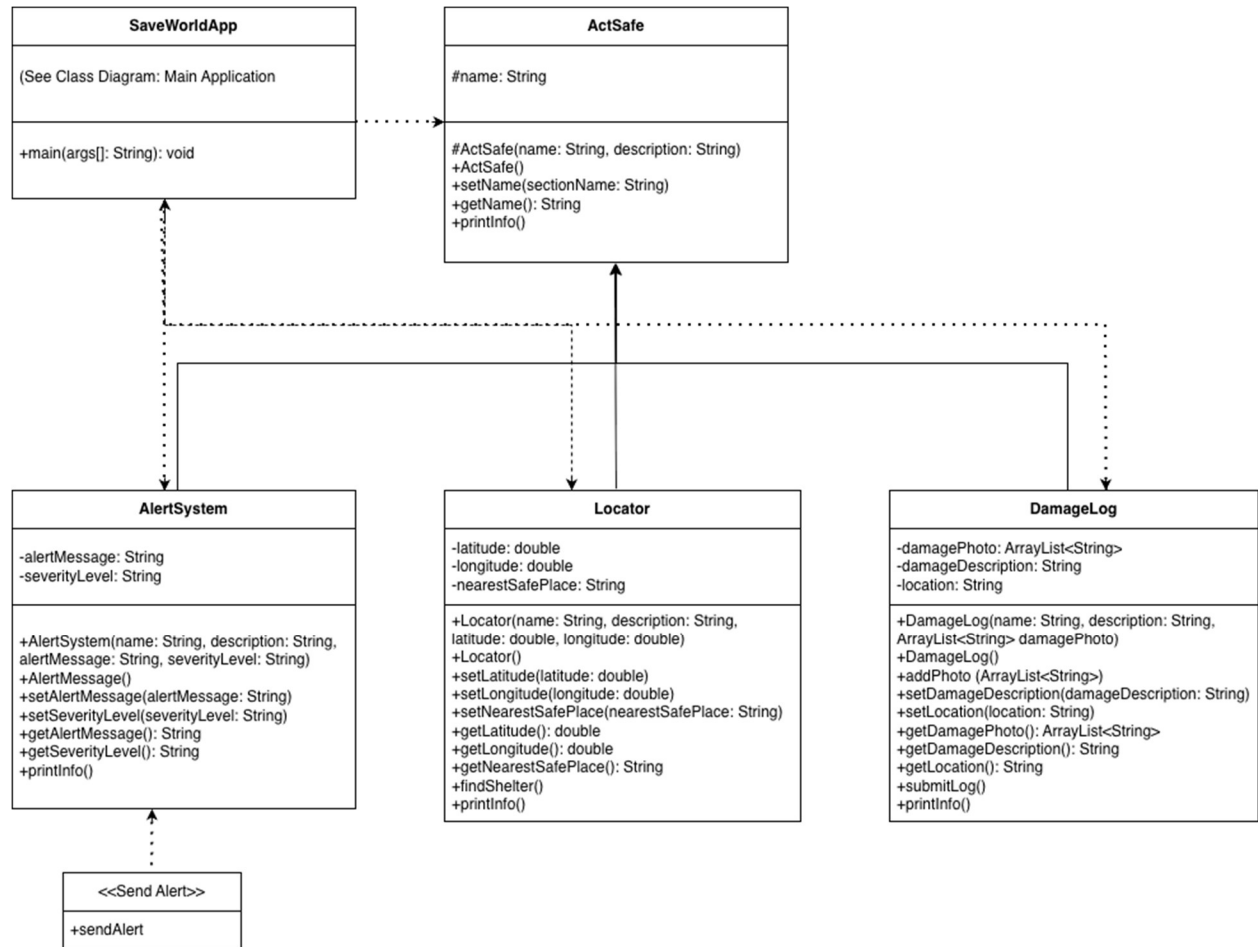 SaveWorldApp
(See Class Diagram: Main Application
+main(args[]: String): void
ActSafe
#name: String
#ActSafe(name: String, description: String)
+ActSafe()
+setName(sectionName: String)
+getName(): String
+printInfo()
AlertSystem
-alertMessage: String
-severityLevel: String
+AlertSystem(name: String, description: String,
alertMessage: String, severityLevel: String)
+AlertMessage()
+setAlertMessage(alertMessage: String)
+setSeverityLevel(severityLevel: String)
+getAlertMessage(): String
+getSeverityLevel(): String
+printInfo()
Locator
-latitude: double
-longitude: double
-nearestSafePlace: String
+Locator(name: String, description: String,
latitude: double, longitude: double)
+Locator()
+setLatitude(latitude: double)
+setLongitude(longitude: double)
+setNearestSafePlace(nearestSafePlace: String)
+getLatitude(): double
+getLongitude(): double
+getNearestSafePlace(): String
+findShelter()
+printInfo()
DamageLog
-damagePhoto: ArrayList<String>
-damageDescription: String
-location: String
+DamageLog(name: String, description: String,
ArrayList<String> damagePhoto)
+DamageLog()
+addPhoto (ArrayList<String>)
+setDamageDescription(damageDescription: String)
+setLocation(location: String)
+getDamagePhoto(): ArrayList<String>
+getDamageDescription(): String
+getLocation(): String
+submitLog()
+printInfo()
<<Send Alert>>
+sendAlert